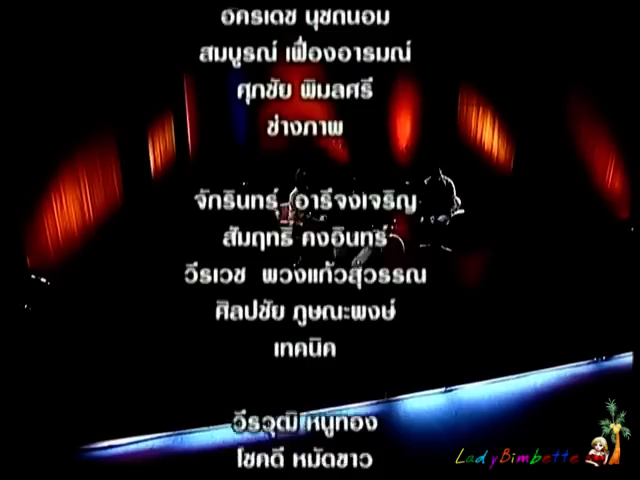 อัครเดช นุชถนอม
สมบูรณ์ เฟื่องอารมณ์
ศุภชัย พิมลศรี
ช่างภาพ
จักรินทร์ อารีจงเจริญ
สัมฤทธิ์ คงอินทร์
วีรเวช พวงแก้วสุวรรณ
ศิลปชัย ภูษณะพงษ์
เทคนิค
วีรวุฒิ หนูทอง
โชคดี หมัดขาว
LadyBimbette